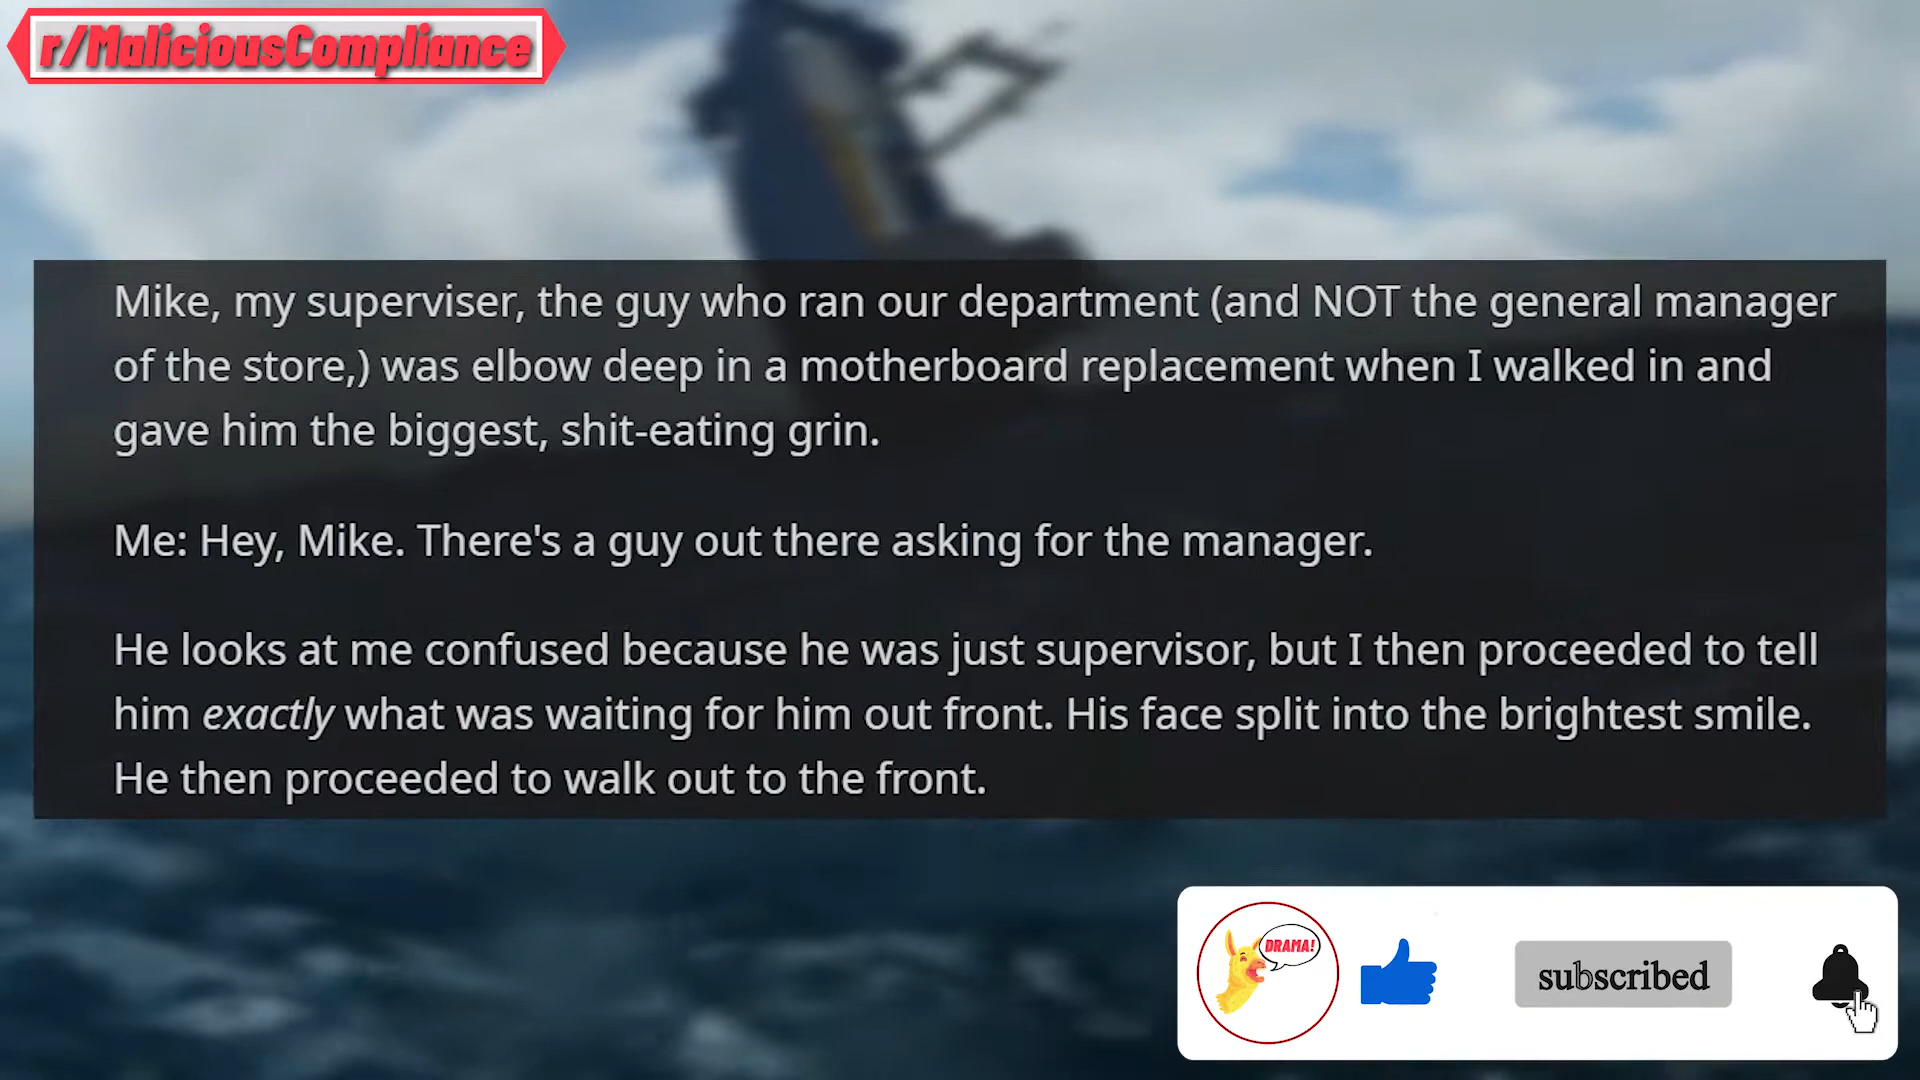 r/MaliciousCompliance
Mike, my superviser, the guy who ran our department (and NOT the general manager
of the store,) was elbow deep in a motherboard replacement when I walked in and
gave him the biggest, shit-eating grin.
Me: Hey, Mike. There's a guy out there asking for the manager.
He looks at me confused because he was just supervisor, but I then proceeded to tell
him exactly what was waiting for him out front. His face split into the brightest smile.
He then proceeded to walk out to the front.
DRAMA!
subscribed